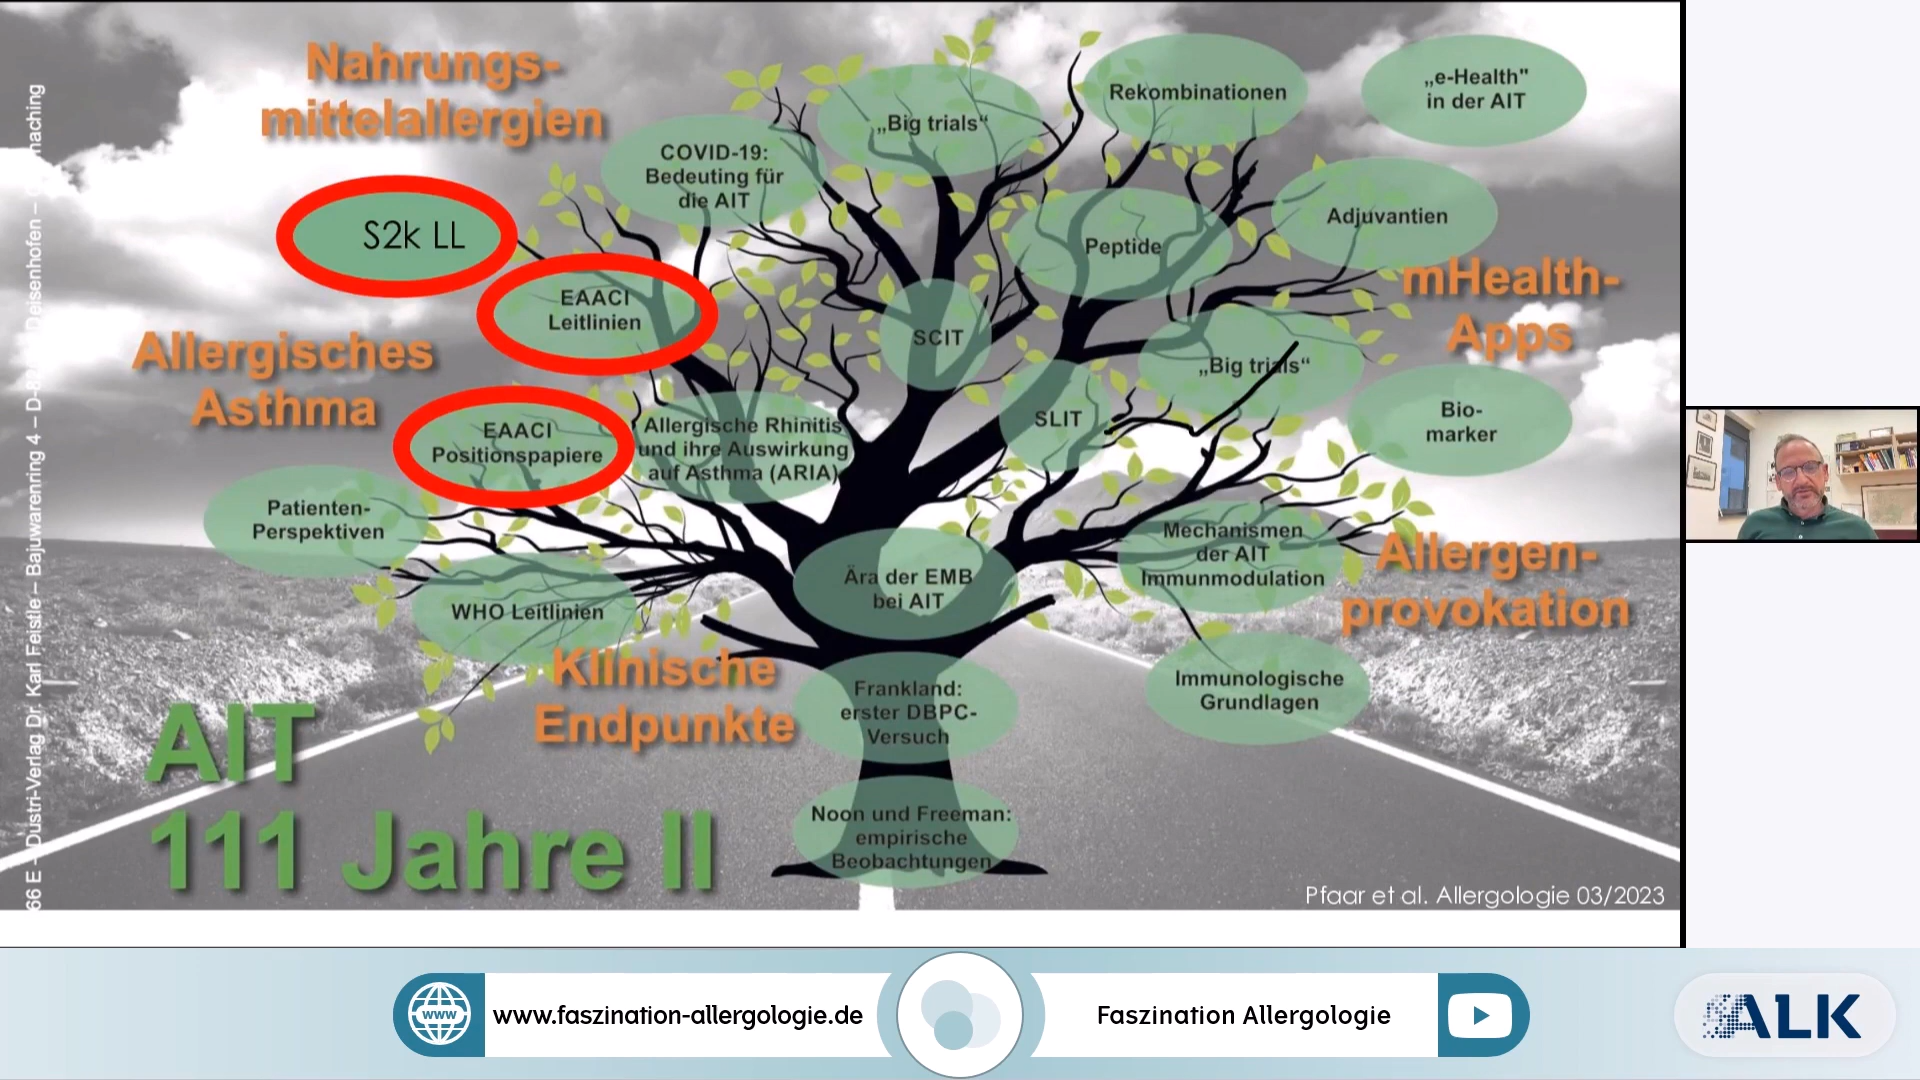 Nahrungs-
mittelallergien
„Big trials“
Rekombinationen
„e-Health"
in der AIT
COVID-19:
Bedeuting für
die AIT
S2k LL
Adjuvantien
Peptide
EAACI
Leitlinien
mHealth-
Apps
SCIT
Allergisches
Asthma
„Big trials“
SLIT
Bio-
marker
EAACI
Positionspapiere
Allergische Rhinitis
und ihre Auswirkung
auf Asthma (ARIA)
Patienten-
Perspektiven
Mechanismen
der AIT
Immunmodulation
Allergen-
provokation
Ära der EMB
bei AIT
WHO Leitlinien
Klinische
Endpunkte
Frankland:
erster DBPC-
Versuch
Immunologische
Grundlagen
AIT
111 Jahre II
Noon und Freeman:
empirische
Beobachtungen
Pfaar et al. Allergologie 03/2023
66 E – Dustri-Verlag Dr. Karl Feistle – Bajuwarenring 4 – Deisenhofen –
www
www.faszination-allergologie.de
Faszination Allergologie
ALK